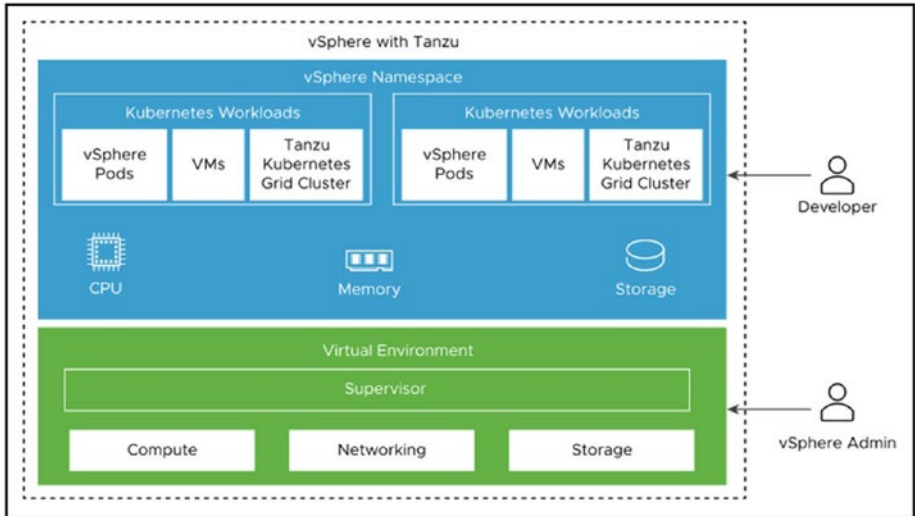 vSphere with Tanzu
vSphere Namespace
Kubernetes Workloads
vSphere
Pods
VMs
Tanzu
Kubernetes
Grid Cluster
Kubernetes Workloads
vSphere
Pods
VMs
Tanzu
Kubernetes
Grid Cluster
Developer
CPU
Memory
Storage
Virtual Environment
Supervisor
Compute
Networking
Storage
vSphere Admin